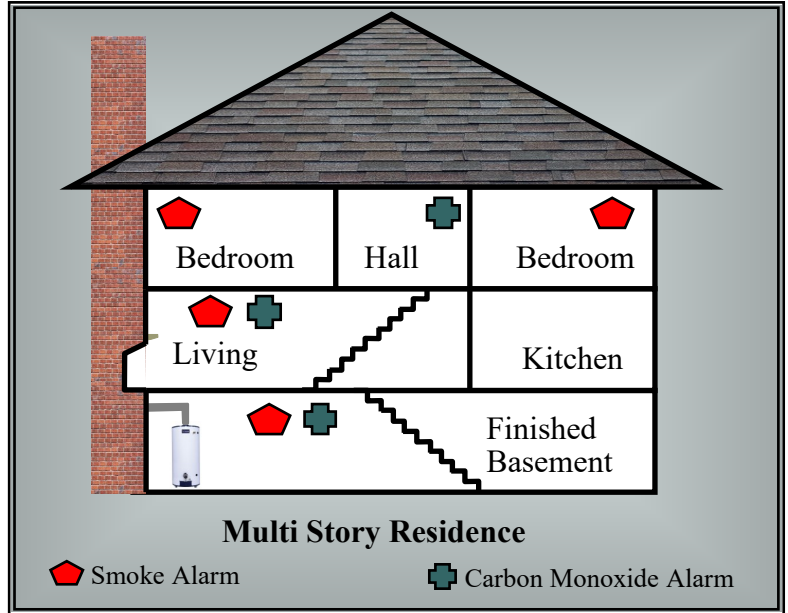 Bedroom
Hall
Bedroom
Living
Kitchen
Finished
Basement
Multi Story Residence
Smoke Alarm
Carbon Monoxide Alarm